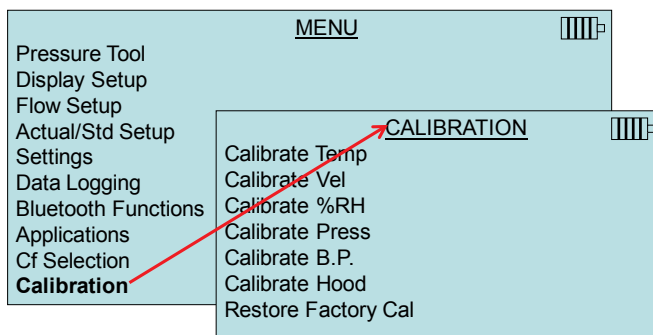 MENU
Pressure Tool
Display Setup
Flow Setup
Actual/Std Setup
Settings
Data Logging
Bluetooth Functions
Applications
Cf Selection
Calibration
CALIBRATION
Calibrate Temp
Calibrate Vel
Calibrate %RH
Calibrate Press
Calibrate B.P.
Calibrate Hood
Restore Factory Cal